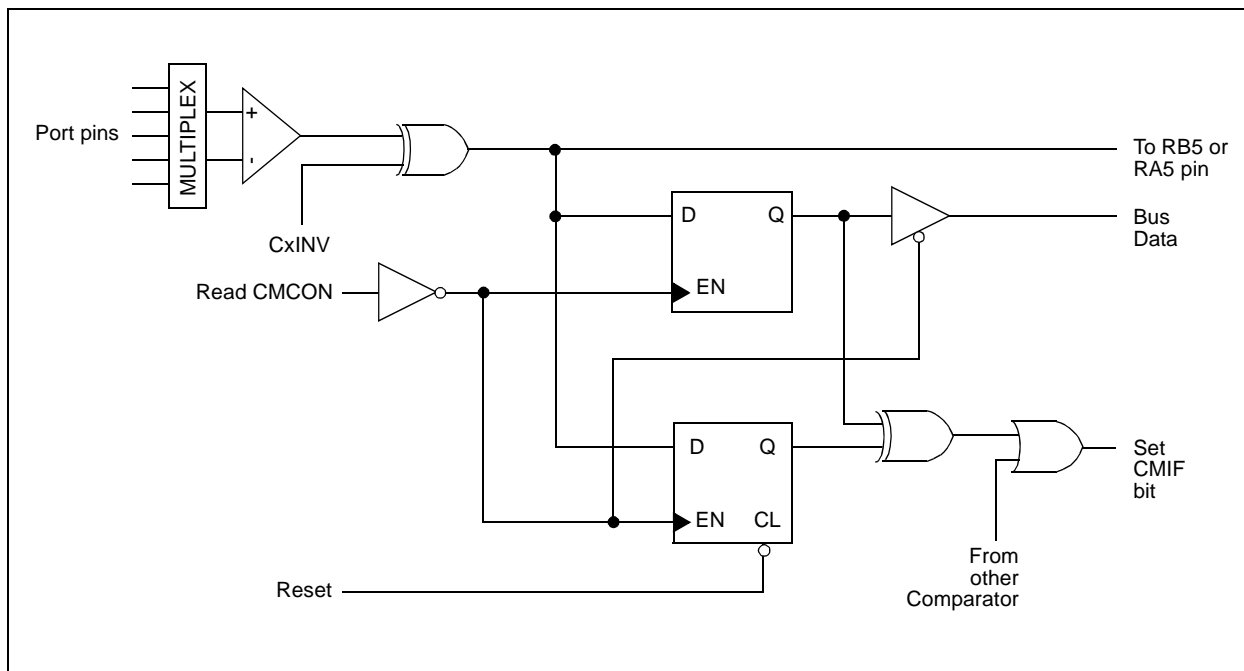 Port pins
MULTIPLEX
+
-
CxINV
To RB5 or
RA5 pin
D
Q
EN
Bus
Data
Read CMCON
D
Q
EN
CL
Set
CMIF
bit
From
other
Comparator
Reset